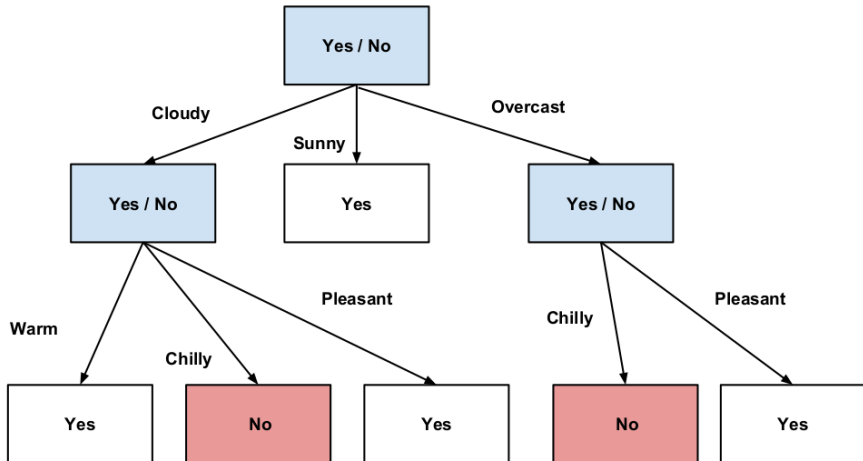 Yes / No
Cloudy
Sunny
Overcast
Yes / No
Yes
Yes / No
Warm
Chilly
Pleasant
Chilly
Pleasant
Yes
No
Yes
No
Yes